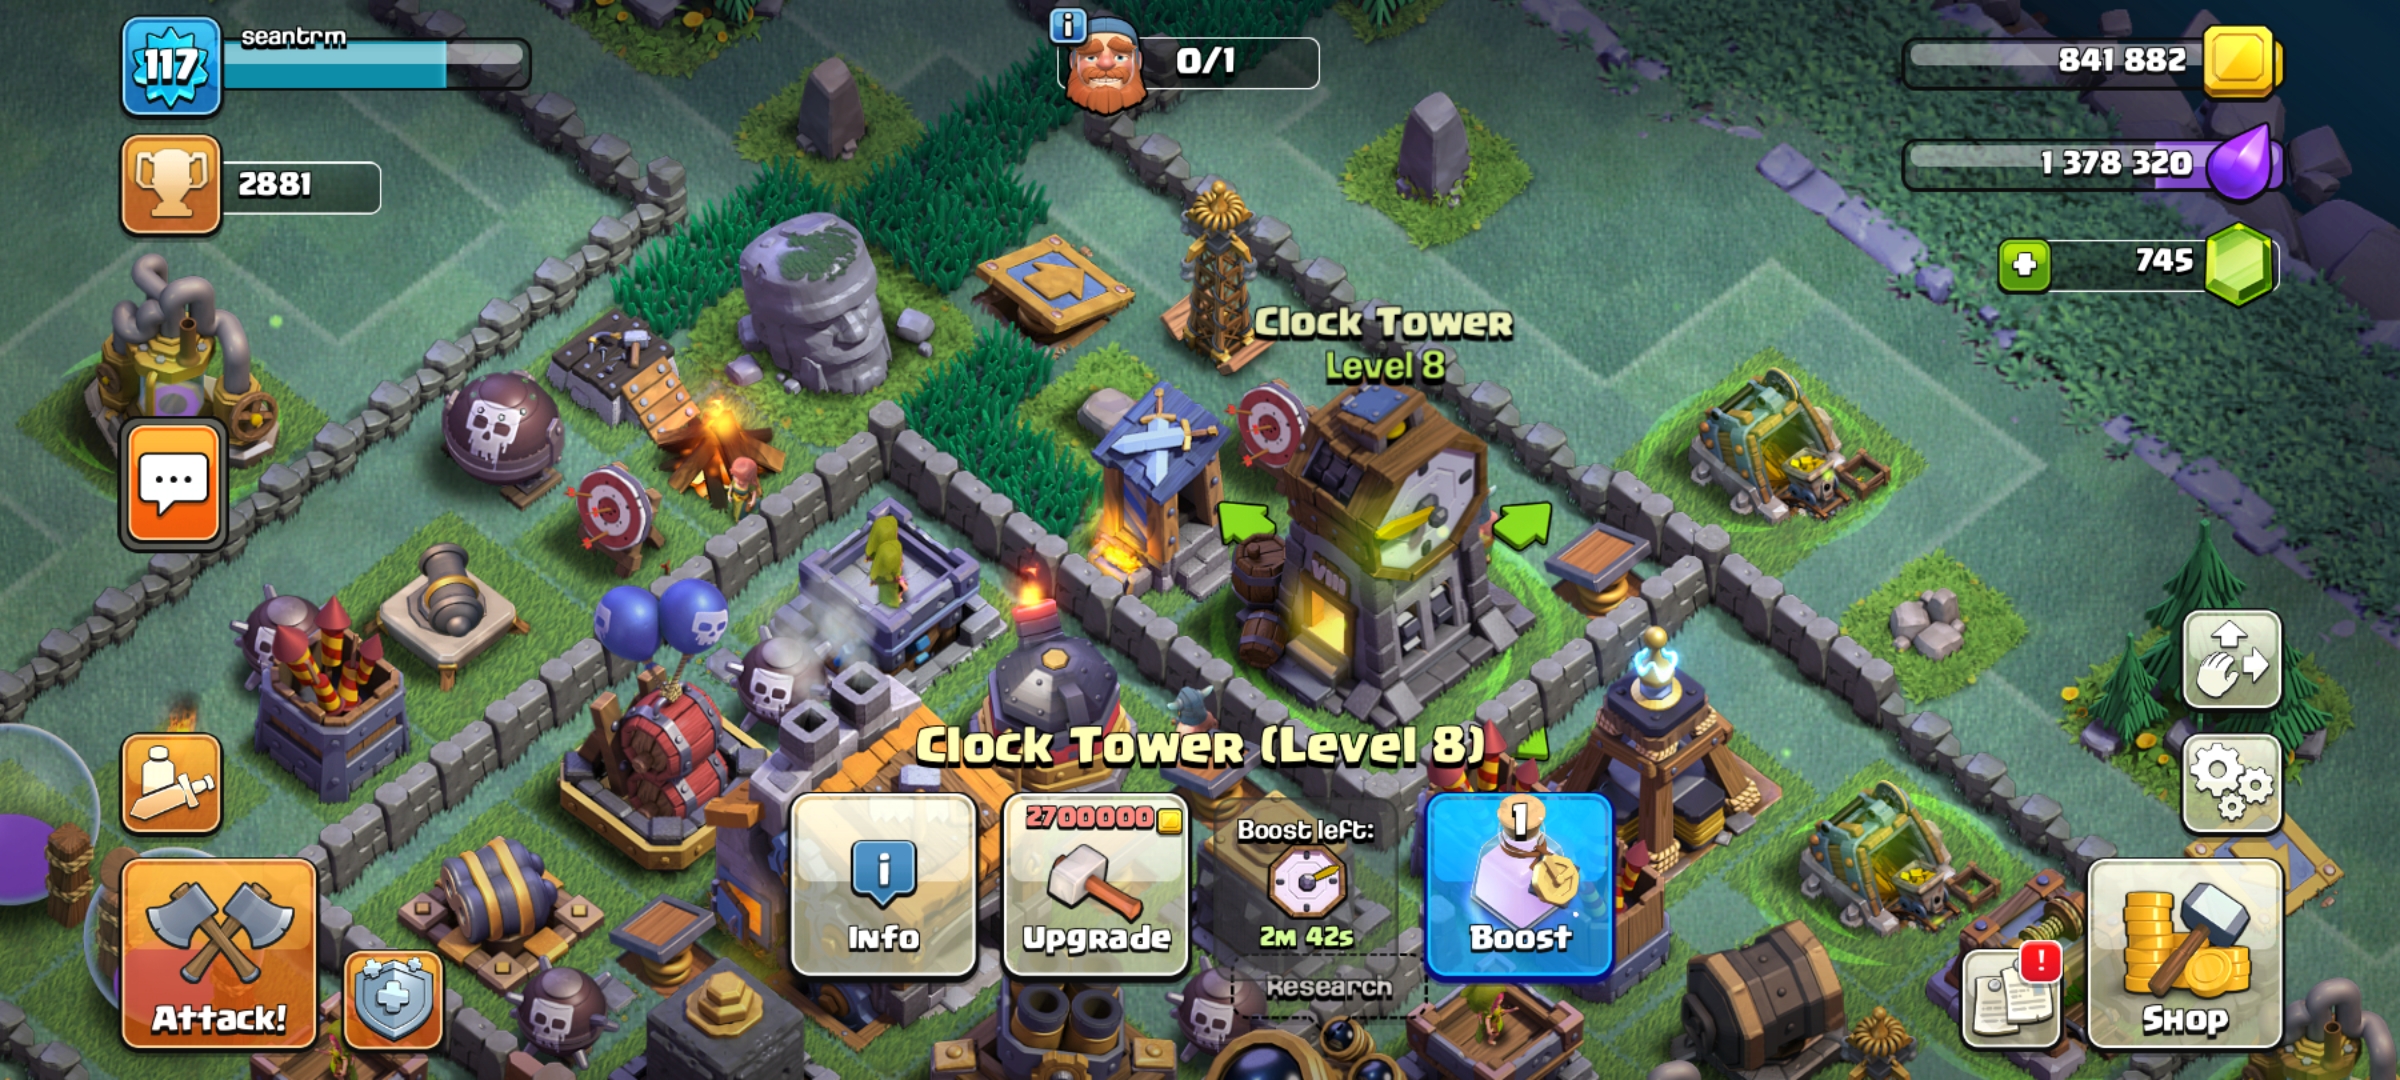 117
seantrm
0/1
841 882
1 378 320
745
2881
Clock Tower
Level 8
VIII
Clock Tower (Level 8)
Info
2700000
Upgrade
Boost left:
2m 42s
1
Boost
Research
Attack!
!
Shop